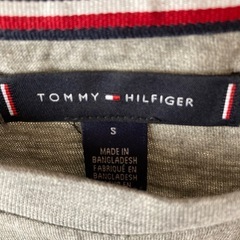 TOMMY HILFIGER
S
MADE IN
BANGLADESH
FABRIQUÉ EN
BANGLADESH